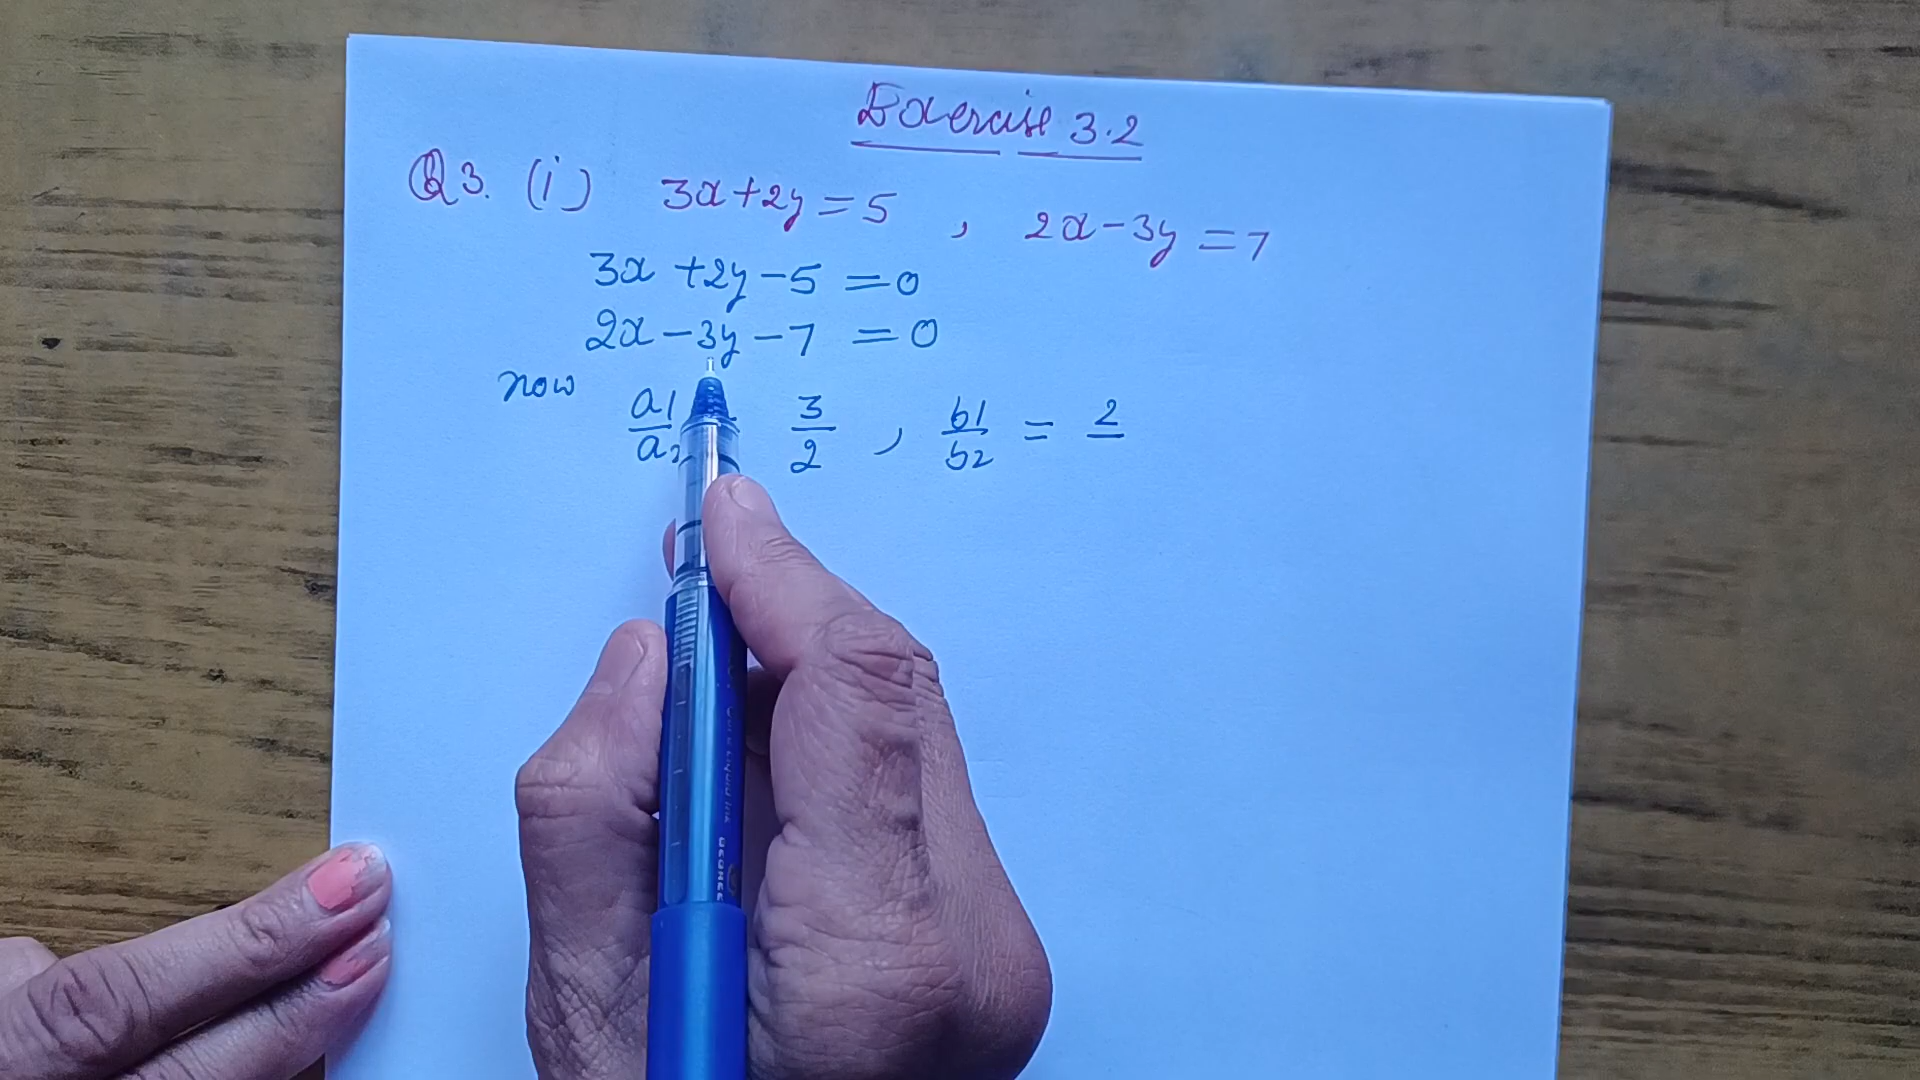 Exercise 3.2
Q3. (i) 3x+2y=5 , 2x-3y=7
3x+2y-5=0
2x-3y-7=0
now a1/a2 3/2 , b1/b2 = 2